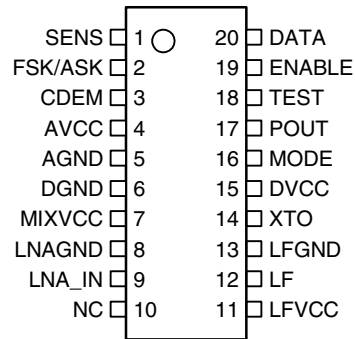 SENS 1 20 DATA
FSK/ASK 2 19 ENABLE
CDEM 3 18 TEST
AVCC 4 17 POUT
AGND 5 16 MODE
DGND 6 15 DVCC
MIXVCC 7 14 XTO
LNAGND 8 13 LFGND
LNA_IN 9 12 LF
NC 10 11 LFVCC